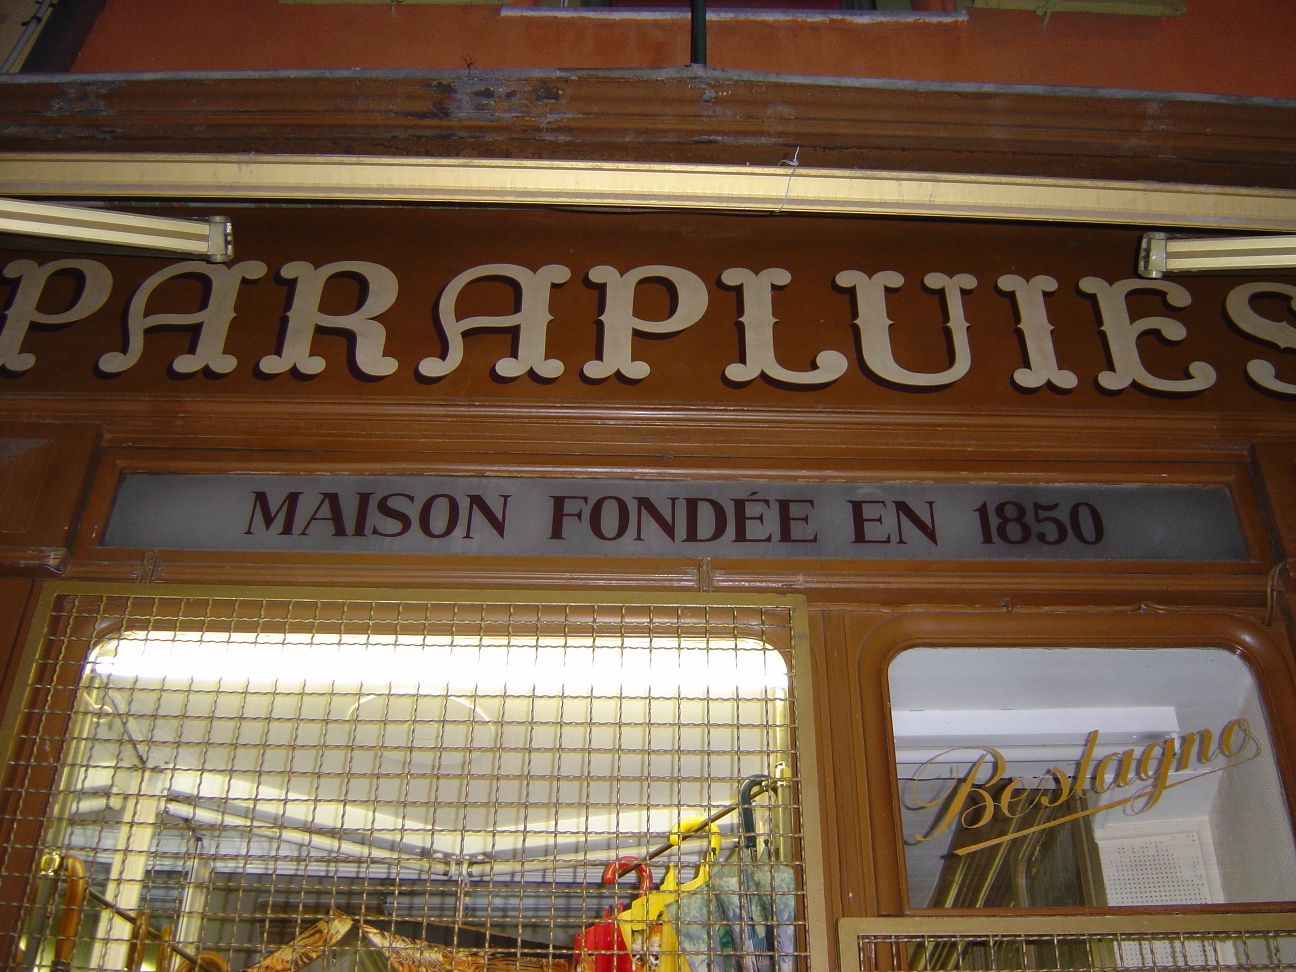 PARAPLUIES
MAISON FONDÉE EN 1850
Bestagno